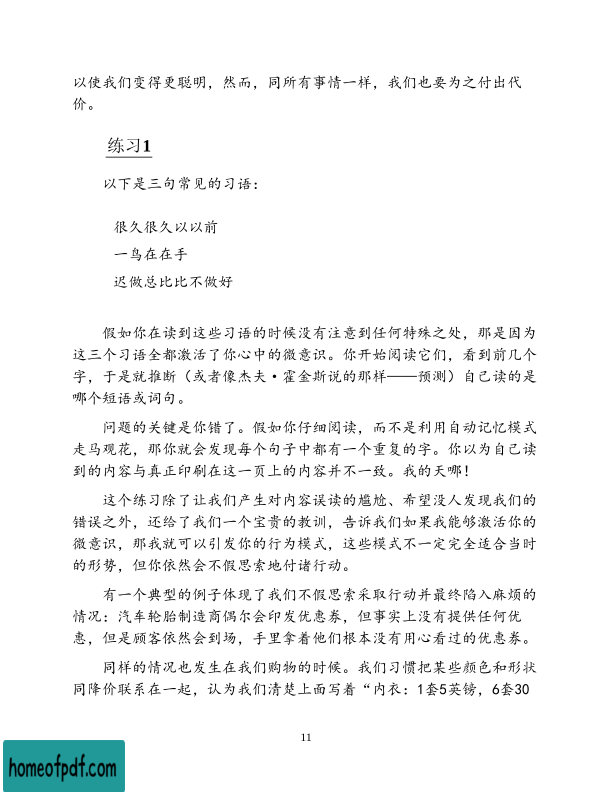 以使我们变得更聪明，然而，同所有事情一样，我们也要为之付出代
价。
练习1
以下是三句常见的习语：
很久很久以以前
一鸟在在手
迟做总比比不做好
假如你在读到这些习语的时候没有注意到任何特殊之处，那是因为
这三个习语全都激活了你心中的微意识。你开始阅读它们，看到前几个
字，于是就推断（或者像杰夫·霍金斯说的那样——预测）自己读的是
哪个短语或词句。
问题的关键是你错了。假如你仔细阅读，而不是利用自动记忆模式
走马观花，那你就会发现每个句子中都有一个重复的字。你以为自己读
到的内容与真正印刷在这一页上的内容并不一致。我的天哪！
这个练习除了让我们产生对内容误读的尴尬、希望没人发现我们的
错误之外，还给了我们一个宝贵的教训，告诉我们如果我能够激活你的
微意识，那我就可以引发你的行为模式，这些模式不一定完全适合当时
的形势，但你依然会不假思索地付诸行动。
有一个典型的例子体现了我们不假思索采取行动并最终陷入麻烦的
情况：汽车轮胎制造商偶尔会印发优惠券，但事实上没有提供任何优
惠，但是顾客依然会到场，手里拿着他们根本没有用心看过的优惠券。
同样的情况也发生在我们购物的时候。我们习惯把某些颜色和形状
同降价联系在一起，认为我们清楚上面写着“内衣：1套5英镑，6套30
11
homeofpdf.com